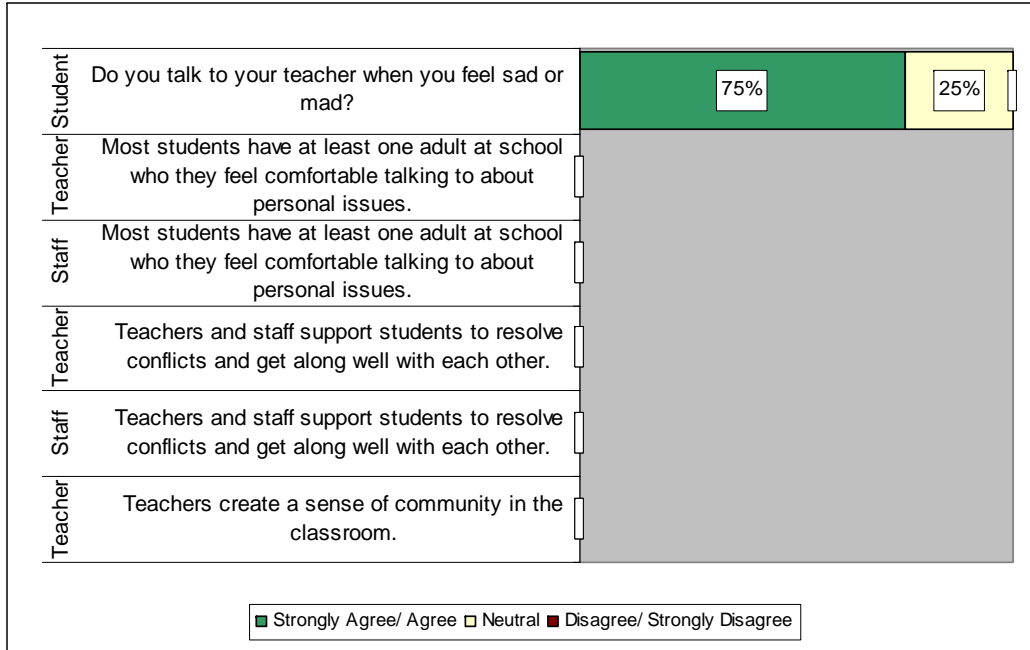 Student
Do you talk to your teacher when you feel sad or
mad?
75%
25%
Teacher
Most students have at least one adult at school
who they feel comfortable talking to about
personal issues.
Staff
Most students have at least one adult at school
who they feel comfortable talking to about
personal issues.
Teacher
Teachers and staff support students to resolve
conflicts and get along well with each other.
Staff
Teachers and staff support students to resolve
conflicts and get along well with each other.
Teacher
Teachers create a sense of community in the
classroom.
Strongly Agree/ Agree Neutral Disagree/ Strongly Disagree